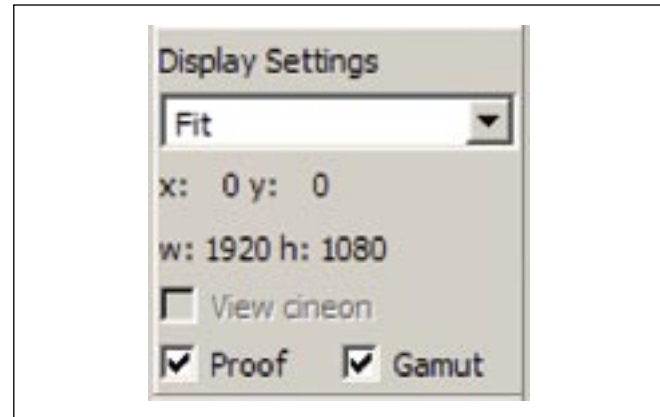 Display Settings
Fit
x: 0 y: 0
w: 1920 h: 1080
View cineon
Proof Gamut